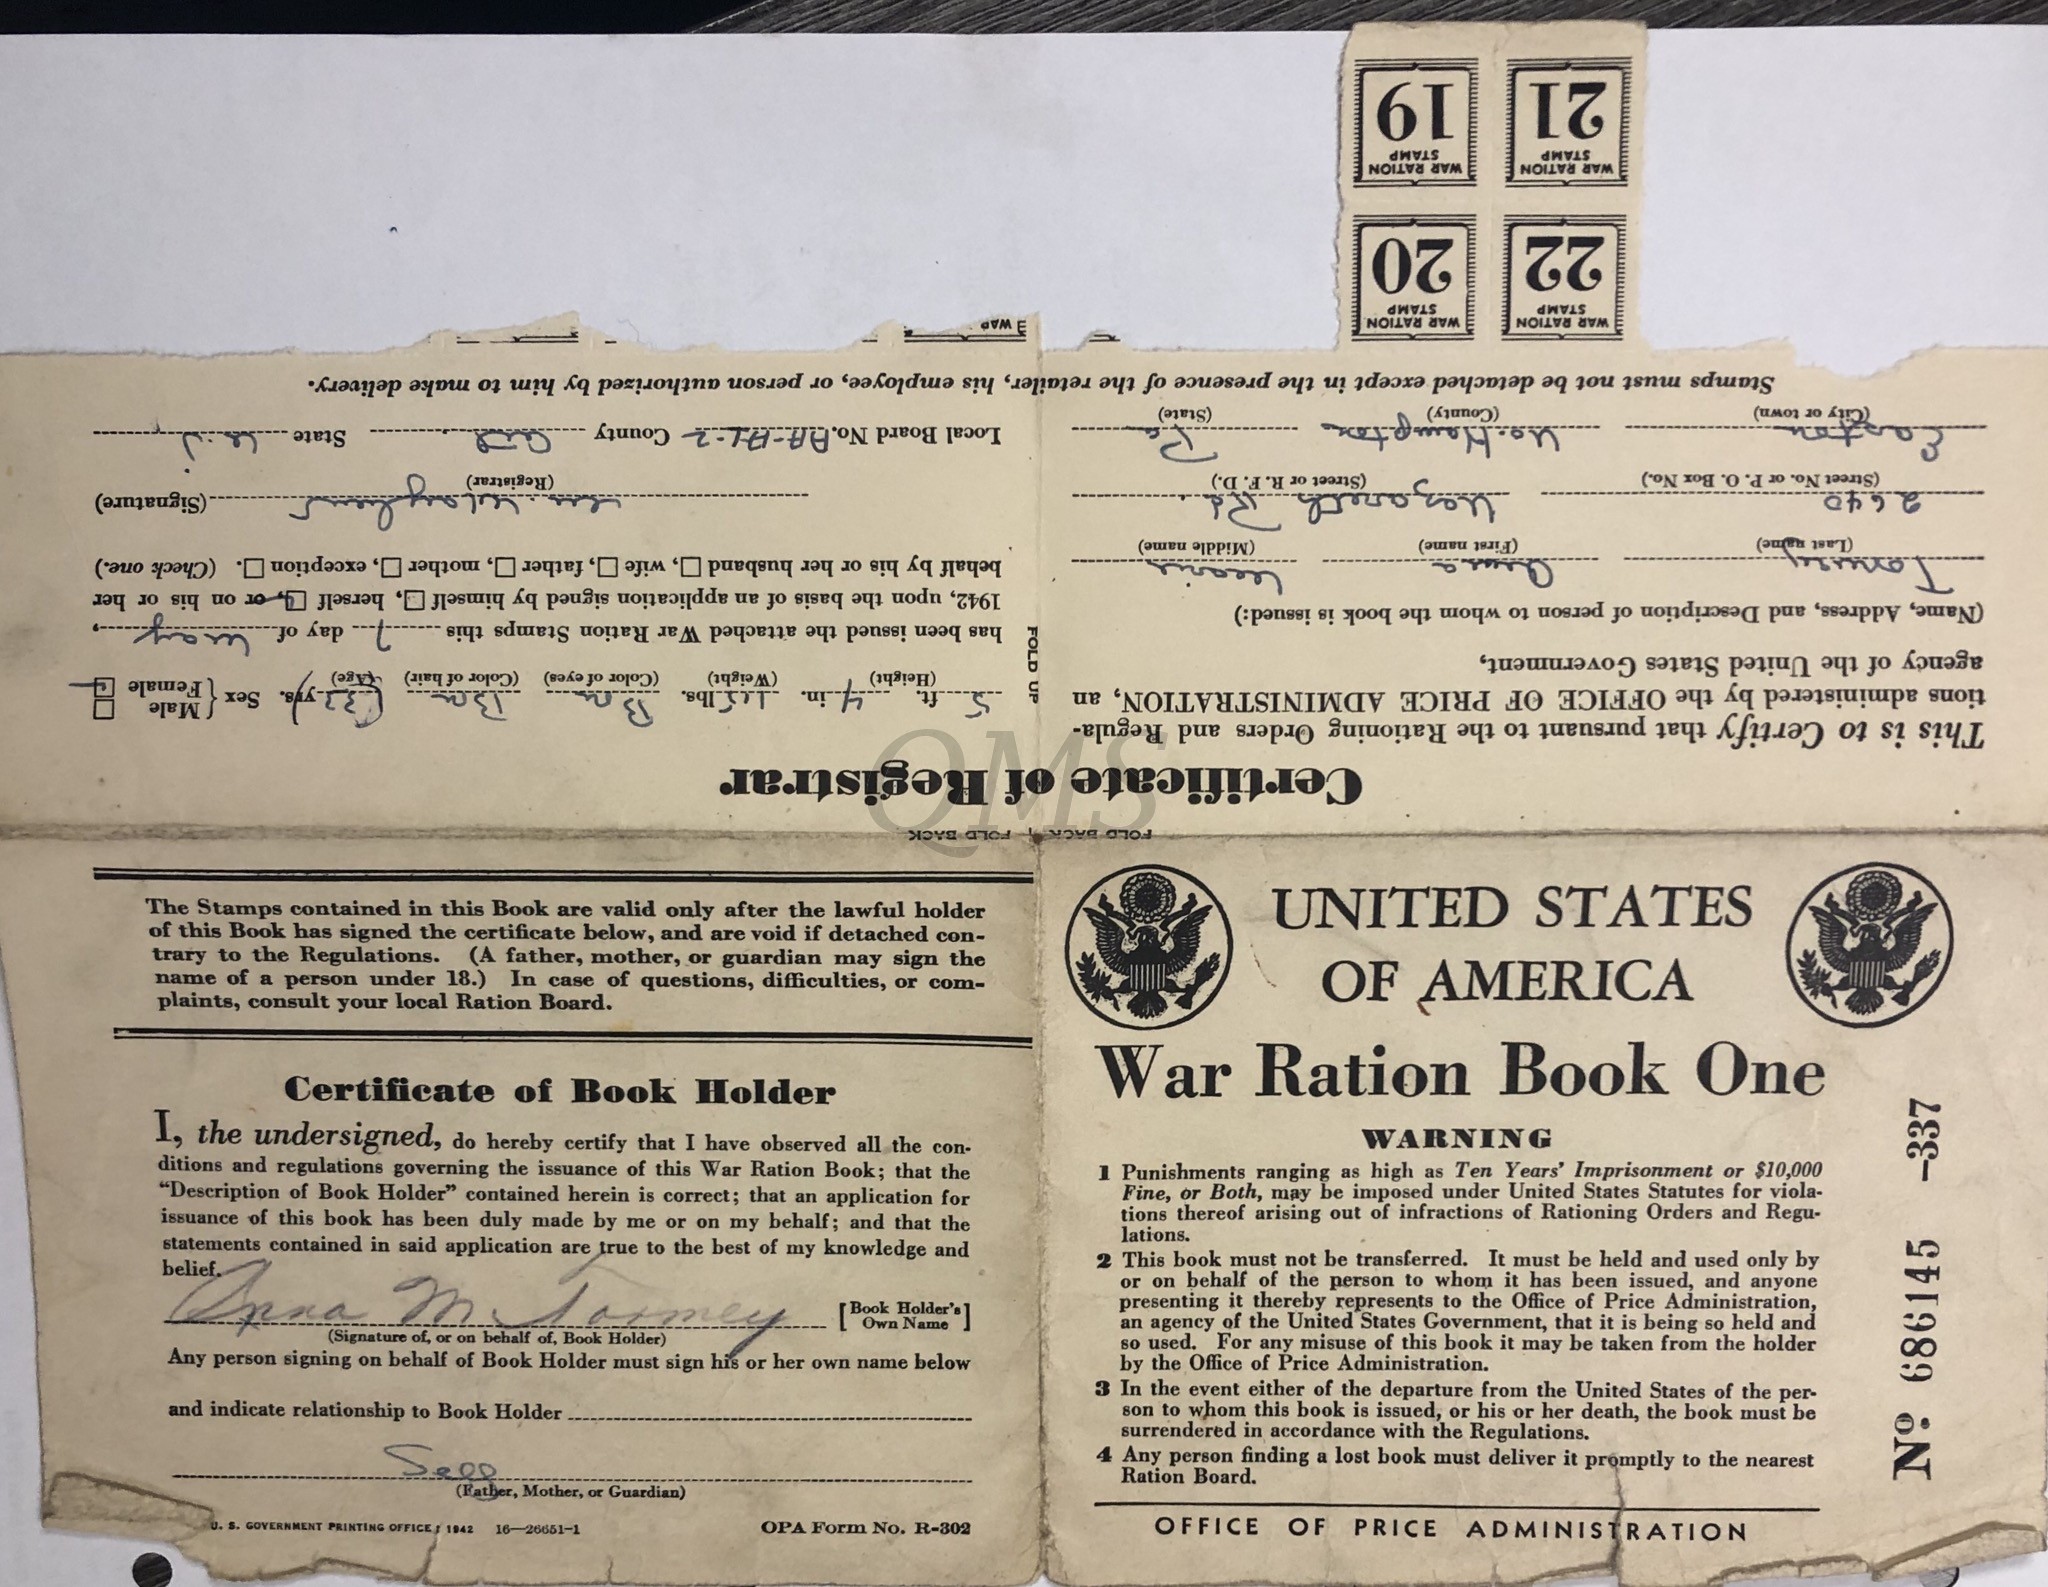 UNITED STATES
OF AMERICA
War Ration Book One
WARNING
1 Punishments ranging as high as Ten Years' Imprisonment or $10,000
Fine, or Both, may be imposed under United States Statutes for viola-
tions thereof arising out of infractions of Rationing Orders and Regu-
lations.
2 This book must not be transferred. It must be held and used only by
or on behalf of the person to whom it has been issued, and anyone
presenting it thereby represents to the Office of Price Administration,
an agency of the United States Government, that it is being so held and
so used. For any misuse of this book it may be taken from the holder
by the Office of Price Administration.
3 In the event either of the departure from the United States of the per-
son to whom this book is issued, or his or her death, the book must be
surrendered in accordance with the Regulations.
4 Any person finding a lost book must deliver it promptly to the nearest
Ration Board.
OFFICE OF PRICE ADMINISTRATION
No. 686145 -337
The Stamps contained in this Book are valid only after the lawful holder
of this Book has signed the certificate below, and are void if detached con-
trary to the Regulations. (A father, mother, or guardian may sign the
name of a person under 18.) In case of questions, difficulties, or com-
plaints, consult your local Ration Board.
Certificate of Book Holder
I, the undersigned, do hereby certify that I have observed all the con-
ditions and regulations governing the issuance of this War Ration Book; that the
"Description of Book Holder" contained herein is correct; that an application for
issuance of this book has been duly made by me or on my behalf; and that the
statements contained in said application are true to the best of my knowledge and
belief.
Anna M. Tormey [Book Holder's Own Name]
(Signature of, or on behalf of, Book Holder)
Any person signing on behalf of Book Holder must sign his or her own name below
and indicate relationship to Book Holder
Self
(Father, Mother, or Guardian)
U. S. GOVERNMENT PRINTING OFFICE : 1942 16—26651-1 OPA Form No. R-302
FOLD BACK FOLD BACK
Certificate of Registrar
This is to Certify that pursuant to the Rationing Orders and Regula-
tions administered by the OFFICE OF PRICE ADMINISTRATION, an
agency of the United States Government,
(Name, Address, and Description of person to whom the book is issued:)
Tormey Anna Marie
(Last name) (First name) (Middle name)
2640 Nazareth Rd.
(Street No. or P. O. Box No.) (Street or R. F. D.)
Easton No. Hampton Pa
(City or town) (County) (State)
FOLD UP
5 ft. 4 in. 115 lbs. Brn Brn (33 yrs.) Sex { Male Female
(Height) (Weight) (Color of eyes) (Color of hair) (Age)
has been issued the attached War Ration Stamps this 7 day of May,
1942, upon the basis of an application signed by himself □, herself □, or on his or her
behalf by his or her husband □, wife □, father □, mother □, exception □. (Check one.)
(Signature)
(Registrar)
Local Board No. County Atl State N.J.
Stamps must not be detached except in the presence of the retailer, his employee, or person authorized by him to make delivery.
WAR
WAR RATION STAMP 22
WAR RATION STAMP 20
WAR RATION STAMP 21
WAR RATION STAMP 19
QMS